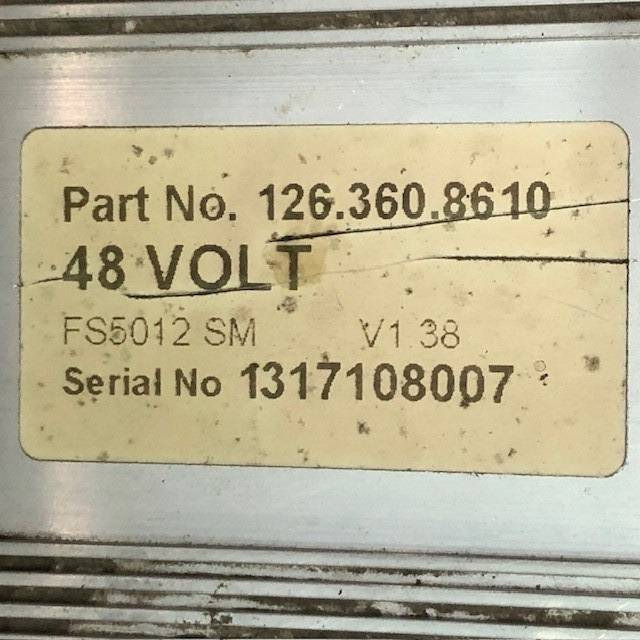 Part No. 126.360.8610
48 VOLT
FS5012 SM V1.38
Serial No 1317108007